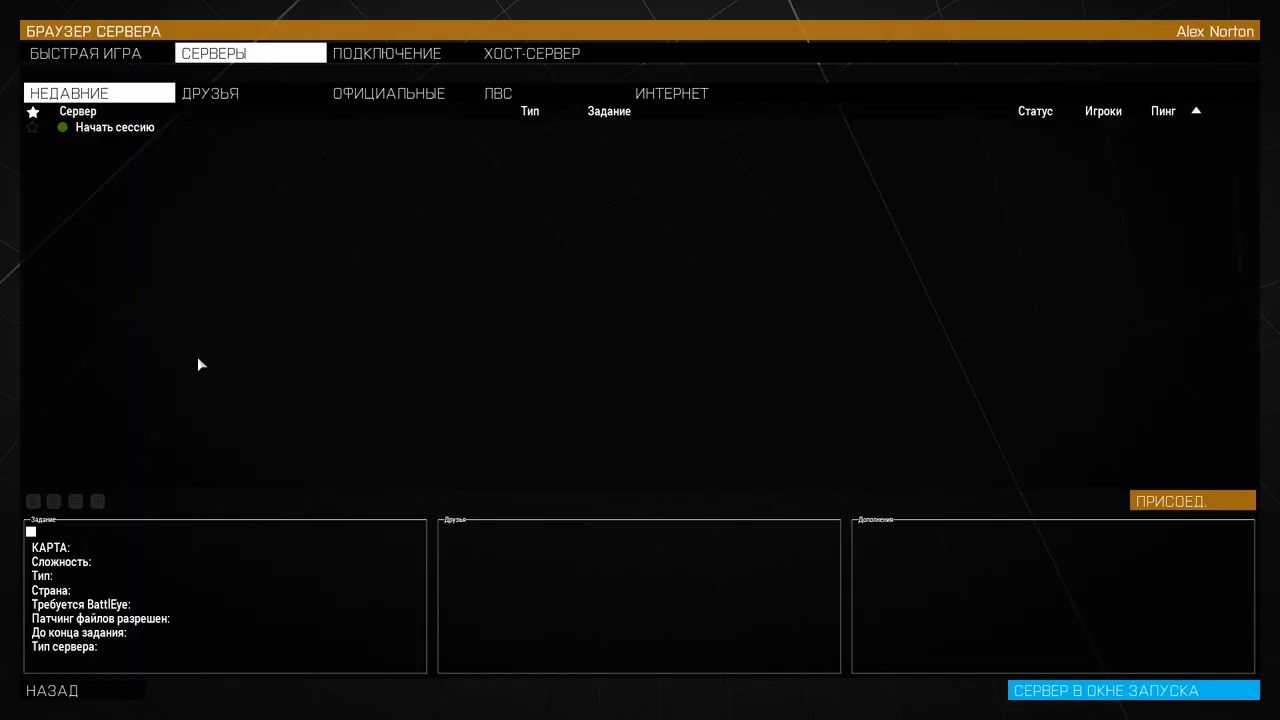 БРАУЗЕР СЕРВЕРА Alex Norton
БЫСТРАЯ ИГРА СЕРВЕРЫ ПОДКЛЮЧЕНИЕ ХОСТ-СЕРВЕР
НЕДАВНИЕ ДРУЗЬЯ ОФИЦИАЛЬНЫЕ ЛВС ИНТЕРНЕТ
Сервер Тип Задание Статус Игроки Пинг
Начать сессию
ПРИСОЕД.
Задание
КАРТА:
Сложность:
Тип:
Страна:
Требуется BattlEye:
Патчинг файлов разрешен:
До конца задания:
Тип сервера:
Друзья
Дополнения
НАЗАД СЕРВЕР В ОКНЕ ЗАПУСКА